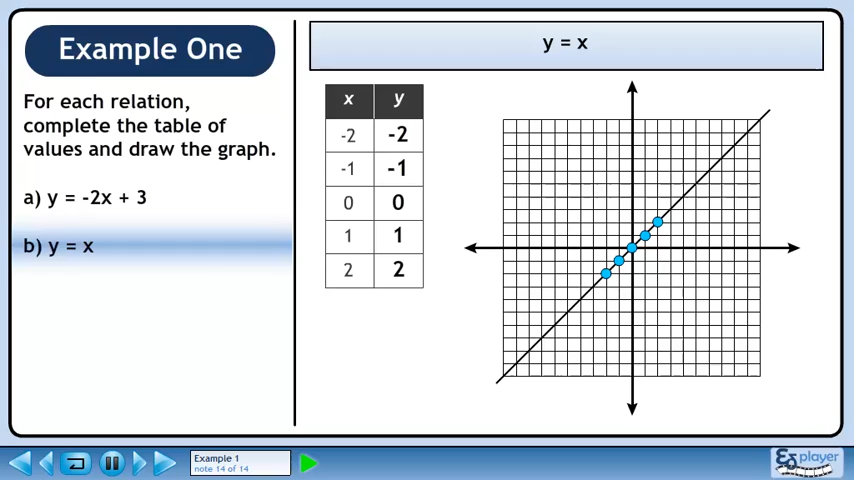 Example One
For each relation,
complete the table of
values and draw the graph.
a) y = -2x + 3
b) y = x
y = x
x y
-2 -2
-1 -1
0 0
1 1
2 2
Example 1
note 14 of 14
player